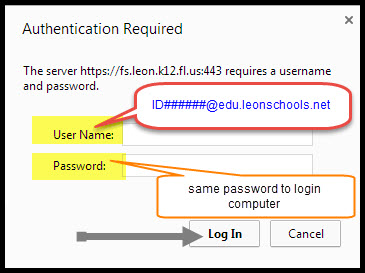 Authentication Required
The server https://fs.leon.k12.fl.us:443 requires a username
and password.
ID######@edu.leonschools.net
User Name:
Password:
same password to login
computer
Log In
Cancel